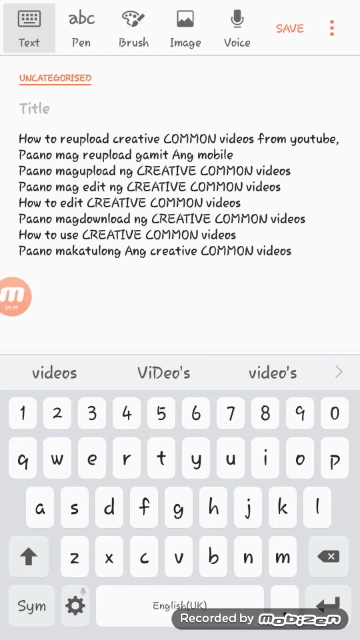 abc
Text Pen Brush Image Voice SAVE
UNCATEGORISED
Title
How to reupload creative COMMON videos from youtube,
Paano mag reupload gamit Ang mobile
Paano magupload ng CREATIVE COMMON videos
Paano mag edit ng CREATIVE COMMON videos
How to edit CREATIVE COMMON videos
Paano magdownload ng CREATIVE COMMON videos
How to use CREATIVE COMMON videos
Paano makatulong Ang creative COMMON videos
videos ViDeo's video's
1 2 3 4 5 6 7 8 9 0
q w e r t y u i o p
a s d f g h j k l
z x c v b n m
Sym English(UK) , .
Recorded by MOBIZEN